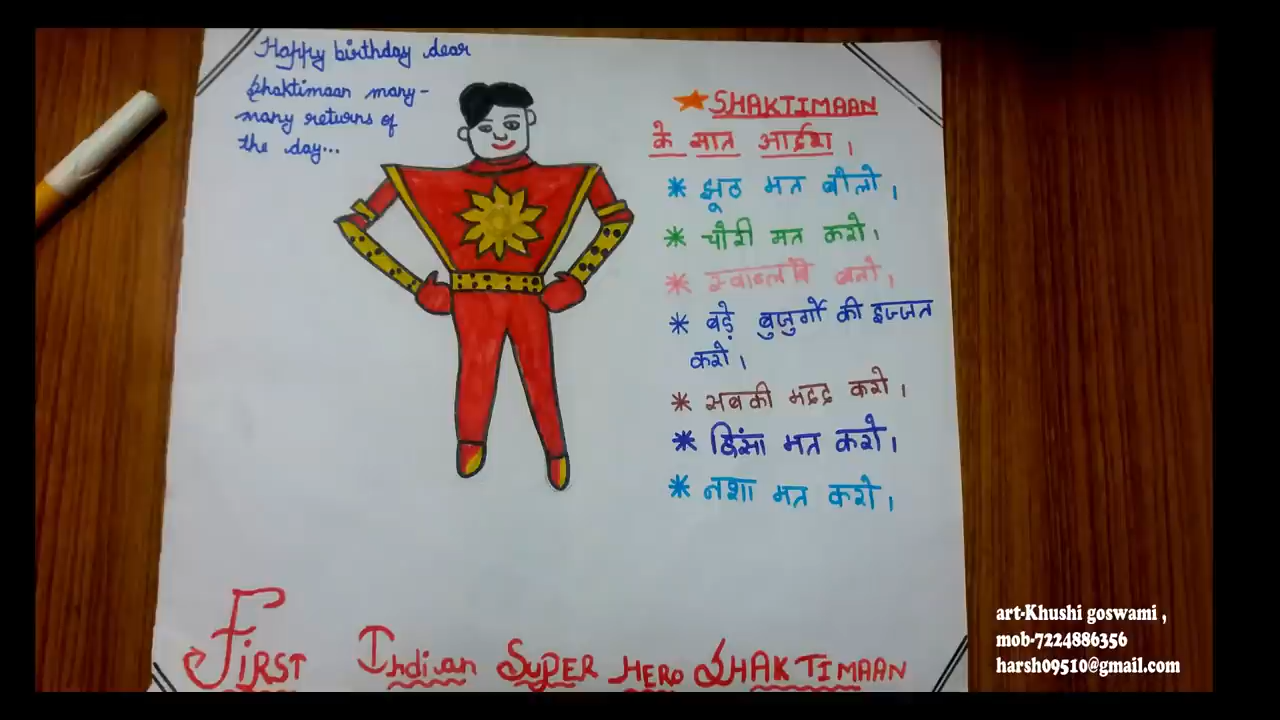 Happy birthday dear
Shaktimaan many-
many returns of
the day...
SHAKTIMAAN
के सात आर्दश।
* झूठ मत बोलो।
* चोरी मत करो।
* स्वावलंबि बनो।
* बड़े बुजुर्गो की इज्जत
करो।
* सबकी मदद करो।
* हिंसा मत करो।
* नशा मत करो।
FIRST Indian SUPER HERO SHAKTIMAAN
art-Khushi goswami ,
mob-7224886356
harsh09510@gmail.com